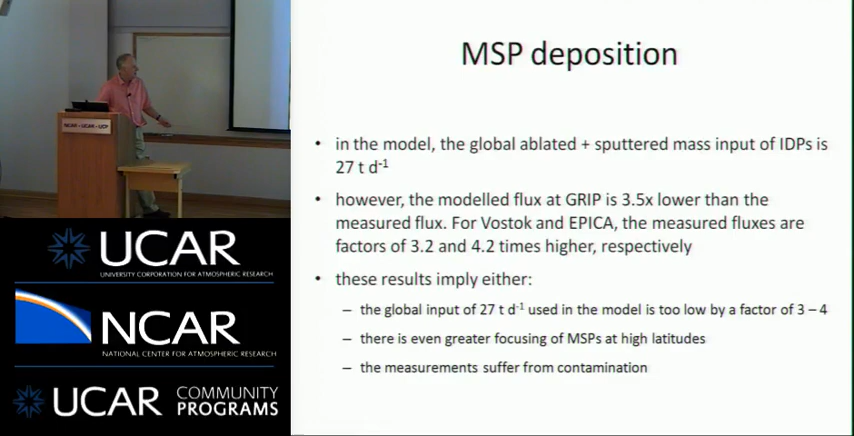 MSP deposition
• in the model, the global ablated + sputtered mass input of IDPs is
27 t d-1
• however, the modelled flux at GRIP is 3.5x lower than the
measured flux. For Vostok and EPICA, the measured fluxes are
factors of 3.2 and 4.2 times higher, respectively
• these results imply either:
– the global input of 27 t d-1 used in the model is too low by a factor of 3 – 4
– there is even greater focusing of MSPs at high latitudes
– the measurements suffer from contamination
NCAR • UCAR • UCP
UCAR
UNIVERSITY CORPORATION FOR ATMOSPHERIC RESEARCH
NCAR
NATIONAL CENTER FOR ATMOSPHERIC RESEARCH
UCAR COMMUNITY
PROGRAMS